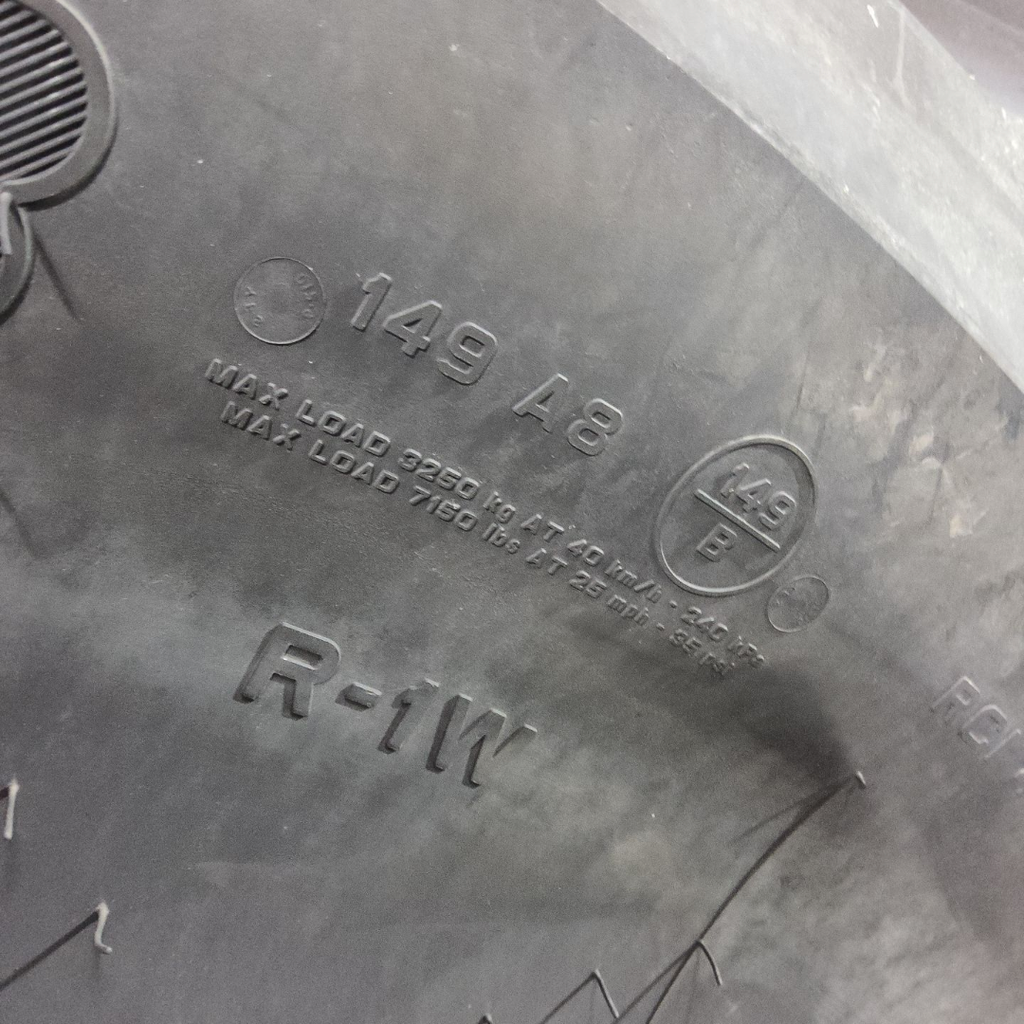 149 A8
MAX LOAD 3250 kg AT 40 km/h - 240 kPa
MAX LOAD 7150 lbs AT 25 mph - 35 psi
149
B
R-1W